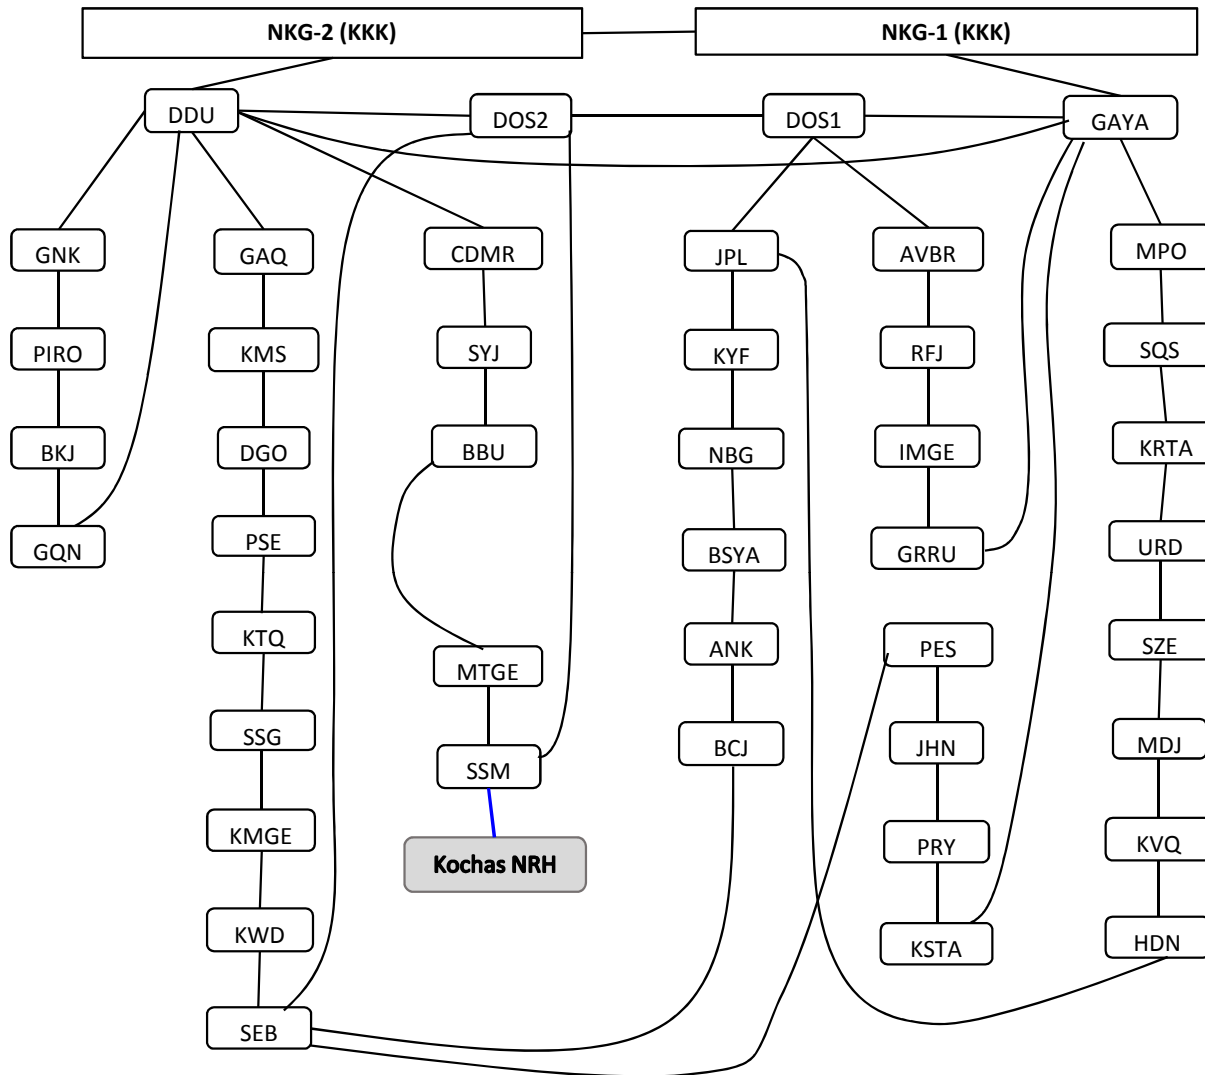 NKG-2 (KKK)
NKG-1 (KKK)
DDU
DOS2
DOS1
GAYA
GNK
GAQ
CDMR
JPL
AVBR
MPO
PIRO
KMS
SYJ
KYF
RFJ
SQS
BKJ
DGO
BBU
NBG
IMGE
KRTA
GQN
PSE
BSYA
GRRU
URD
KTQ
MTGE
ANK
PES
SZE
SSG
SSM
BCJ
JHN
MDJ
KMGE
Kochas NRH
PRY
KVQ
KWD
KSTA
HDN
SEB